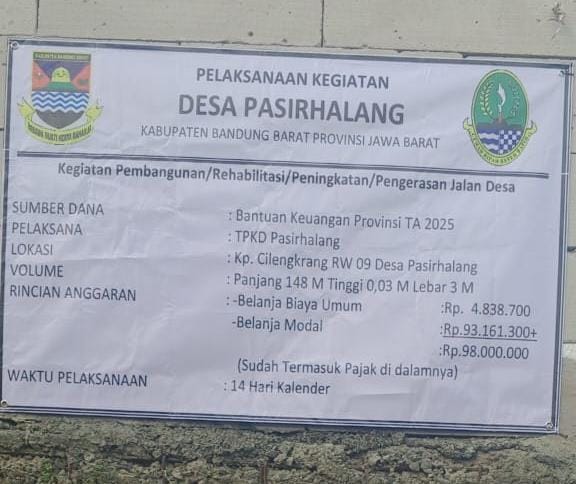 KABUPATEN BANDUNG BARAT
PELAKSANAAN KEGIATAN
DESA PASIRHALANG
KABUPATEN BANDUNG BARAT PROVINSI JAWA BARAT
Kegiatan Pembangunan/Rehabilitasi/Peningkatan/Pengerasan Jalan Desa
SUMBER DANA : Bantuan Keuangan Provinsi TA 2025
PELAKSANA : TPKD Pasirhalang
LOKASI : Kp. Cilengkrang RW 09 Desa Pasirhalang
VOLUME : Panjang 148 M Tinggi 0,03 M Lebar 3 M
RINCIAN ANGGARAN : -Belanja Biaya Umum :Rp. 4.838.700
-Belanja Modal :Rp.93.161.300+
:Rp.98.000.000
(Sudah Termasuk Pajak di dalamnya)
WAKTU PELAKSANAAN : 14 Hari Kalender